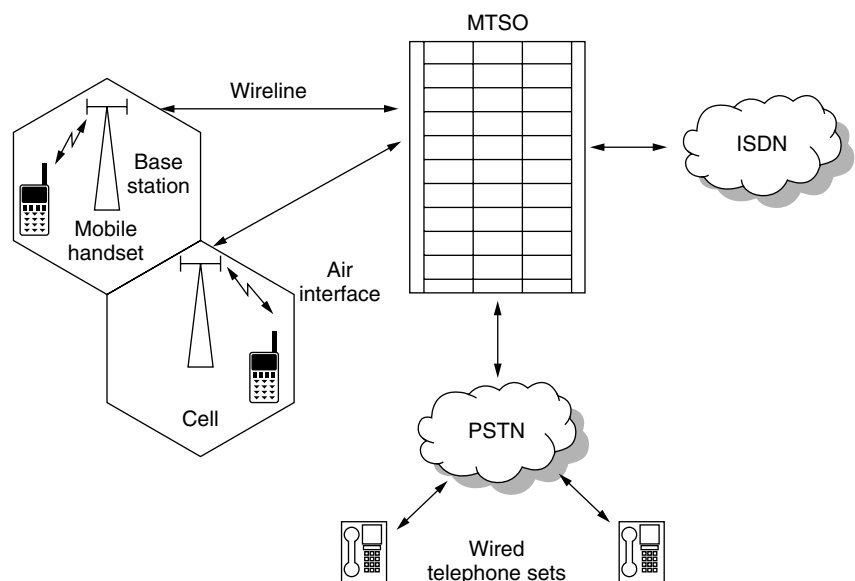 MTSO
Wireline
ISDN
Base
station
Mobile
handset
Air
interface
Cell
PSTN
Wired
telephone sets